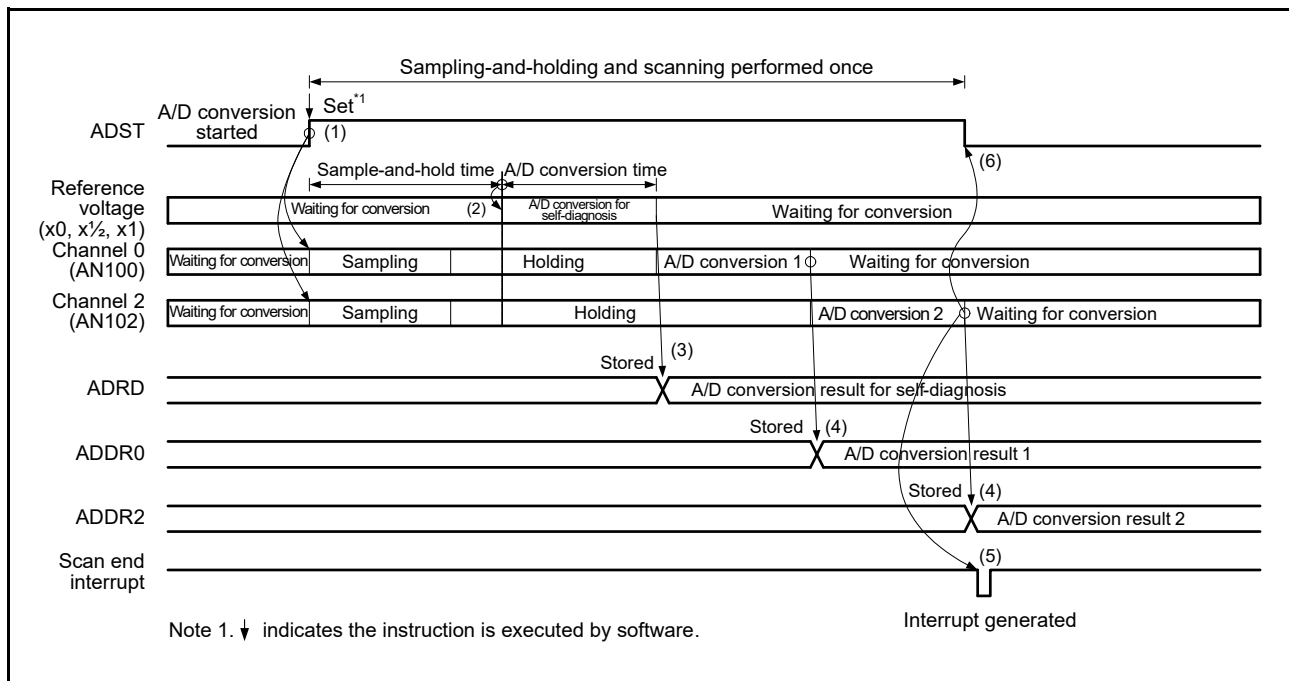 Sampling-and-holding and scanning performed once
A/D conversion
started
Set*1
ADST
(1)
(6)
Sample-and-hold time
A/D conversion time
Reference
voltage
(x0, x½, x1)
Waiting for conversion
(2)
A/D conversion for
self-diagnosis
Waiting for conversion
Channel 0
(AN100)
Waiting for conversion
Sampling
Holding
A/D conversion 1
Waiting for conversion
Channel 2
(AN102)
Waiting for conversion
Sampling
Holding
A/D conversion 2
Waiting for conversion
Stored
(3)
ADRD
A/D conversion result for self-diagnosis
Stored
(4)
ADDR0
A/D conversion result 1
Stored
(4)
ADDR2
A/D conversion result 2
Scan end
interrupt
(5)
Interrupt generated
Note 1. indicates the instruction is executed by software.